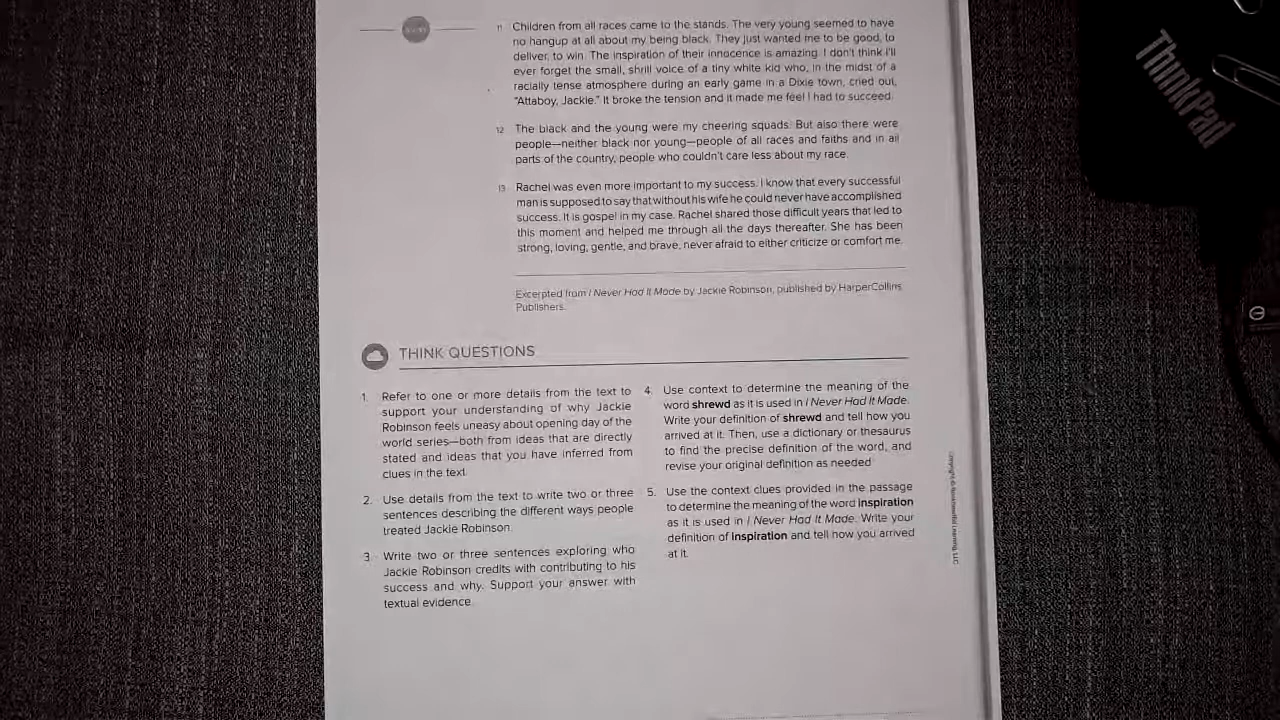 11 Children from all races came to the stands. The very young seemed to have
no hangup at all about my being black. They just wanted me to be good, to
deliver, to win. The inspiration of their innocence is amazing. I don't think I'll
ever forget the small, shrill voice of a tiny white kid who, in the midst of a
racially tense atmosphere during an early game in a Dixie town, cried out,
"Attaboy, Jackie." It broke the tension and it made me feel I had to succeed.
12 The black and the young were my cheering squads. But also there were
people—neither black nor young—people of all races and faiths and in all
parts of the country, people who couldn't care less about my race.
13 Rachel was even more important to my success. I know that every successful
man is supposed to say that without his wife he could never have accomplished
success. It is gospel in my case. Rachel shared those difficult years that led to
this moment and helped me through all the days thereafter. She has been
strong, loving, gentle, and brave, never afraid to either criticize or comfort me.
Excerpted from I Never Had It Made by Jackie Robinson, published by HarperCollins
Publishers.
THINK QUESTIONS
1. Refer to one or more details from the text to
support your understanding of why Jackie
Robinson feels uneasy about opening day of the
world series—both from ideas that are directly
stated and ideas that you have inferred from
clues in the text.
2. Use details from the text to write two or three
sentences describing the different ways people
treated Jackie Robinson.
3. Write two or three sentences exploring who
Jackie Robinson credits with contributing to his
success and why. Support your answer with
textual evidence.
4. Use context to determine the meaning of the
word shrewd as it is used in I Never Had It Made.
Write your definition of shrewd and tell how you
arrived at it. Then, use a dictionary or thesaurus
to find the precise definition of the word, and
revise your original definition as needed.
5. Use the context clues provided in the passage
to determine the meaning of the word inspiration
as it is used in I Never Had It Made. Write your
definition of inspiration and tell how you arrived
at it.
ThinkPad